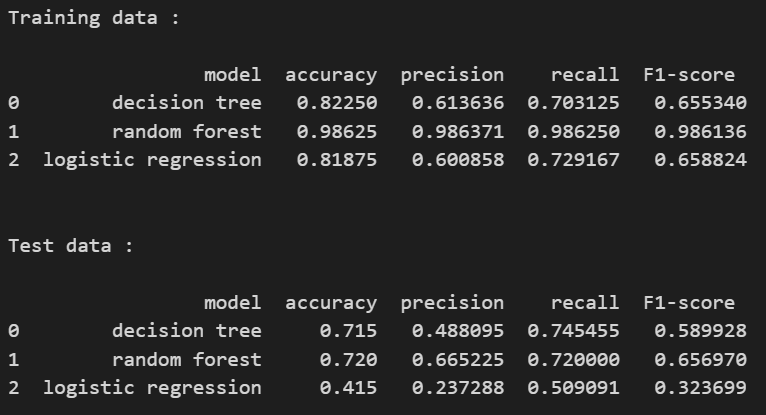 Training data :
model accuracy precision recall F1-score
0 decision tree 0.82250 0.613636 0.703125 0.655340
1 random forest 0.98625 0.986371 0.986250 0.986136
2 logistic regression 0.81875 0.600858 0.729167 0.658824
Test data :
model accuracy precision recall F1-score
0 decision tree 0.715 0.488095 0.745455 0.589928
1 random forest 0.720 0.665225 0.720000 0.656970
2 logistic regression 0.415 0.237288 0.509091 0.323699